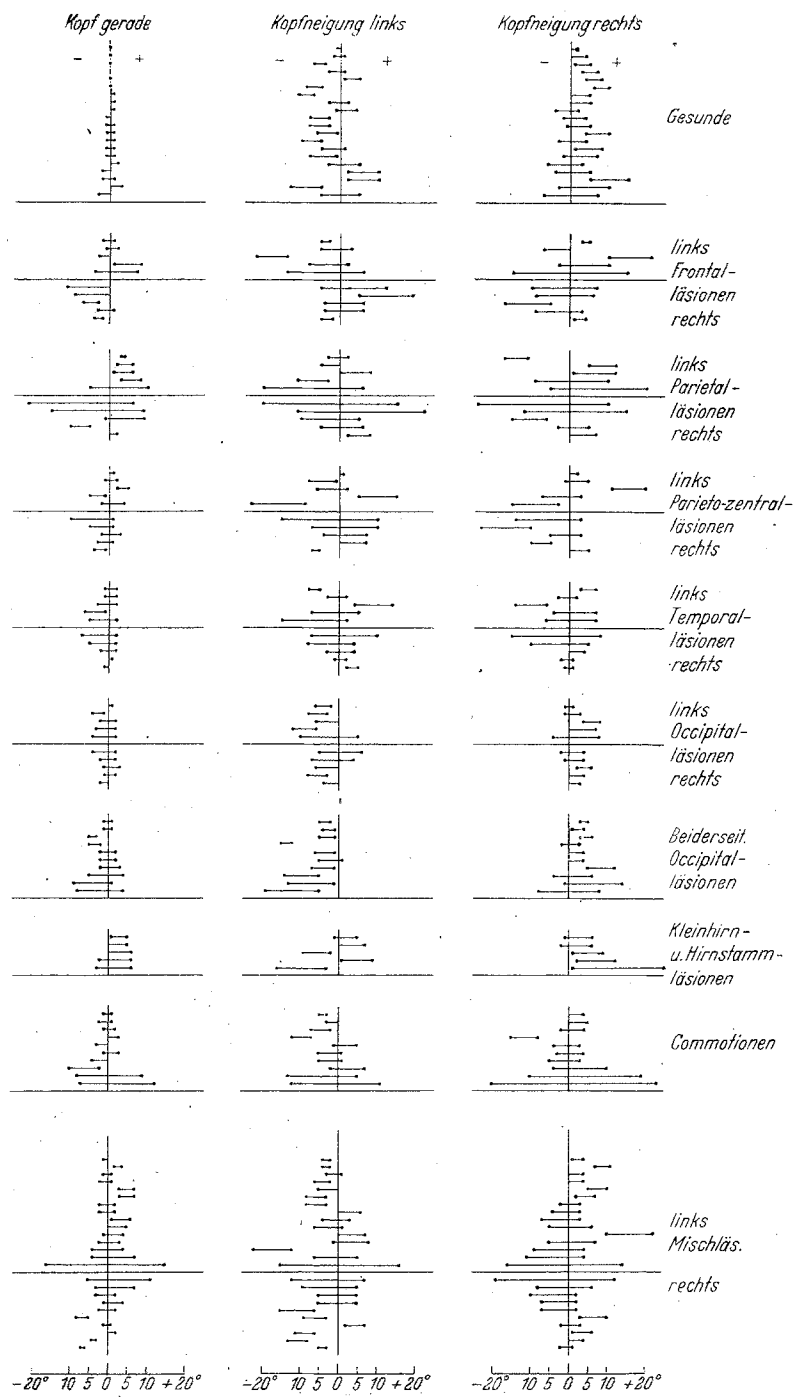 Kopf gerade
Kopfneigung links
Kopfneigung rechts
- +
- +
- +
Gesunde
links
Frontal-
läsionen
rechts
links
Parietal-
läsionen
rechts
links
Parieto-zentral-
läsionen
rechts
links
Temporal-
läsionen
rechts
links
Occipital-
läsionen
rechts
Beiderseit.
Occipital-
läsionen
Kleinhirn-
u. Hirnstamm-
läsionen
Commotionen
links
Mischläs.
rechts
-20° 10 5 0 5 10 +20°
-20° 10 5 0 5 10 +20°
-20° 10 5 0 5 10 +20°